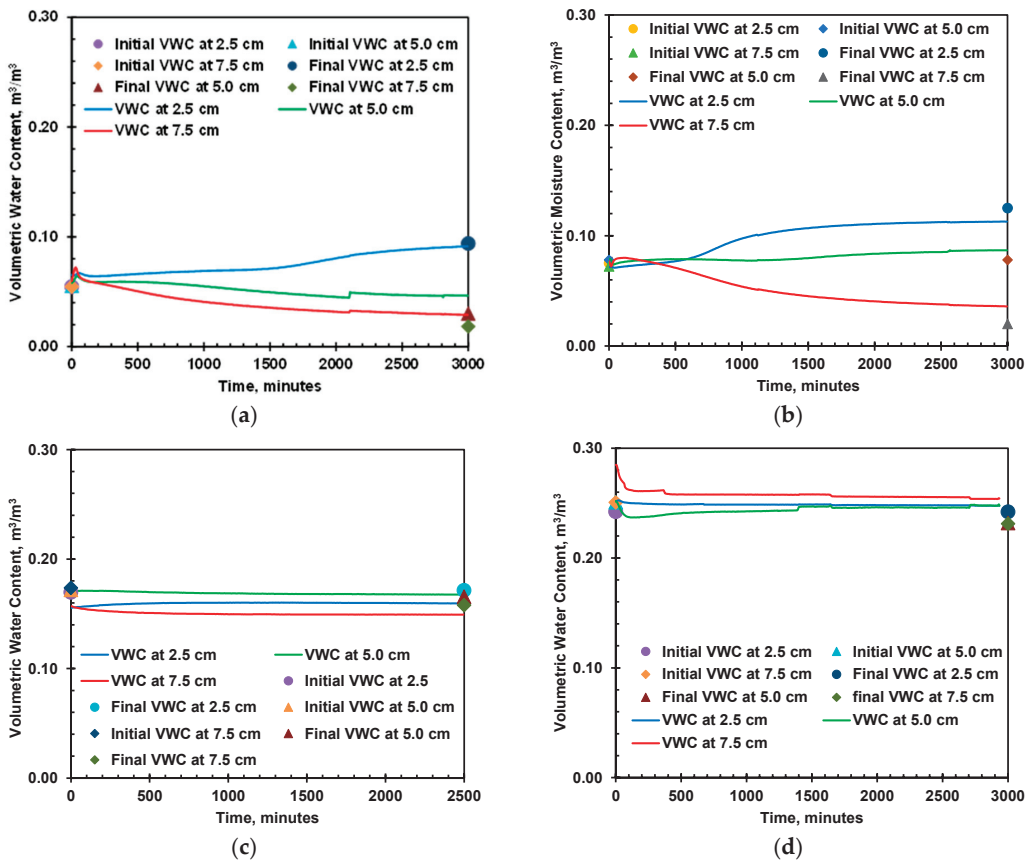 0.30
0.20
0.10
0.00
Volumetric Water Content, m³/m³
Initial VWC at 2.5 cm Initial VWC at 5.0 cm
Initial VWC at 7.5 cm Final VWC at 2.5 cm
Final VWC at 5.0 cm Final VWC at 7.5 cm
VWC at 2.5 cm VWC at 5.0 cm
VWC at 7.5 cm
0 500 1000 1500 2000 2500 3000
Time, minutes
(a)
0.30
0.20
0.10
0.00
Volumetric Moisture Content, m³/m³
Initial VWC at 2.5 cm Initial VWC at 5.0 cm
Initial VWC at 7.5 cm Final VWC at 2.5 cm
Final VWC at 5.0 cm Final VWC at 7.5 cm
VWC at 2.5 cm VWC at 5.0 cm
VWC at 7.5 cm
0 500 1000 1500 2000 2500 3000
Time, minutes
(b)
0.30
0.20
0.10
0.00
Volumetric Water Content, m³/m³
VWC at 2.5 cm VWC at 5.0 cm
VWC at 7.5 cm Initial VWC at 2.5
Final VWC at 2.5 cm Initial VWC at 5.0 cm
Initial VWC at 7.5 cm Final VWC at 5.0 cm
Final VWC at 7.5 cm
0 500 1000 1500 2000 2500
Time, minutes
(c)
0.30
0.20
0.10
0.00
Volumetric Water Content, m³/m³
Initial VWC at 2.5 cm Initial VWC at 5.0 cm
Initial VWC at 7.5 cm Final VWC at 2.5 cm
Final VWC at 5.0 cm final VWC at 7.5 cm
VWC at 2.5 cm VWC at 5.0 cm
VWC at 7.5 cm
0 500 1000 1500 2000 2500 3000
Time, minutes
(d)